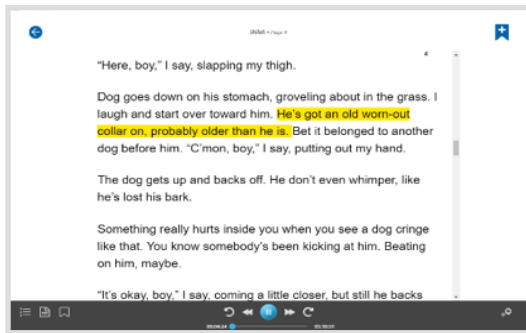 Shiloh • Page 4
4
“Here, boy,” I say, slapping my thigh.
Dog goes down on his stomach, groveling about in the grass. I
laugh and start over toward him. He’s got an old worn-out
collar on, probably older than he is. Bet it belonged to another
dog before him. “C’mon, boy,” I say, putting out my hand.
The dog gets up and backs off. He don’t even whimper, like
he’s lost his bark.
Something really hurts inside you when you see a dog cringe
like that. You know somebody’s been kicking at him. Beating
on him, maybe.
“It’s okay, boy,” I say, coming a little closer, but still he backs